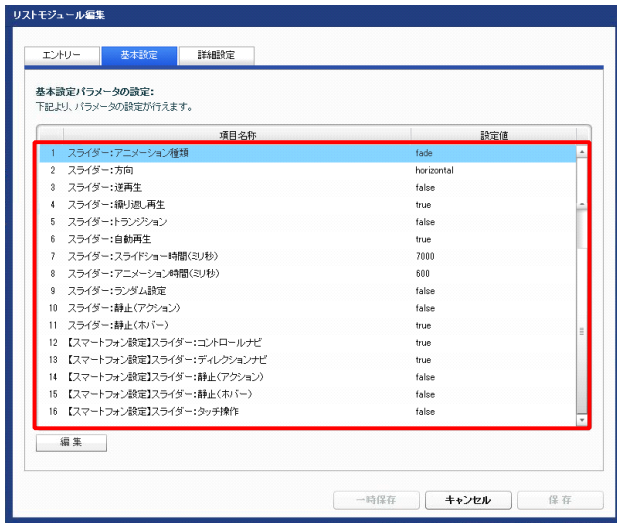 リストモジュール編集
エントリー 基本設定 詳細設定
基本設定パラメータの設定:
下記より、パラメータの設定が行えます。
項目名称 設定値
1 スライダー:アニメーション種類 fade
2 スライダー:方向 horizontal
3 スライダー:逆再生 false
4 スライダー:繰り返し再生 true
5 スライダー:トランジション false
6 スライダー:自動再生 true
7 スライダー:スライドショー時間(ミリ秒) 7000
8 スライダー:アニメーション時間(ミリ秒) 600
9 スライダー:ランダム設定 false
10 スライダー:静止(アクション) false
11 スライダー:静止(ホバー) true
12 【スマートフォン設定】スライダー:コントロールナビ true
13 【スマートフォン設定】スライダー:ディレクションナビ true
14 【スマートフォン設定】スライダー:静止(アクション) false
15 【スマートフォン設定】スライダー:静止(ホバー) false
16 【スマートフォン設定】スライダー:タッチ操作 false
編集
一時保存 キャンセル 保存